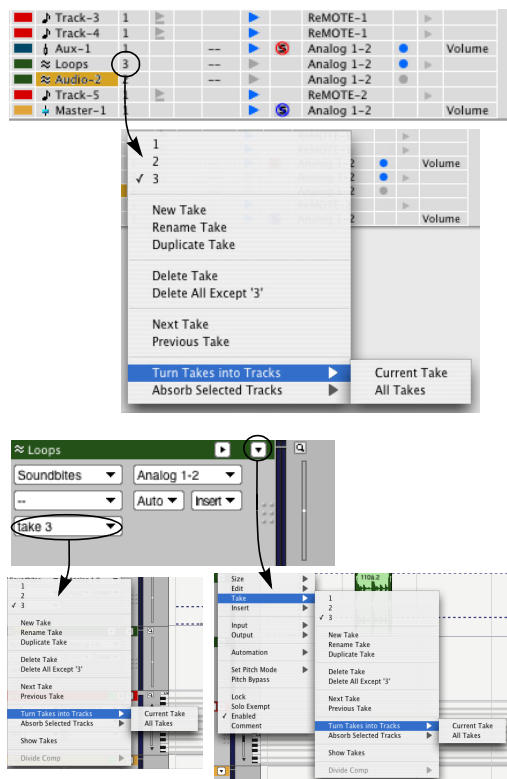 Track-3 1 ReMOTE-1
Track-4 1 ReMOTE-1
Aux-1 1 -- Analog 1-2 Volume
Loops 3 -- Analog 1-2
Audio-2 -- Analog 1-2
Track-5 1 ReMOTE-2
Master-1 1 Analog 1-2 Volume
1
2
✓ 3
New Take
Rename Take
Duplicate Take
Delete Take
Delete All Except '3'
Next Take
Previous Take
Turn Takes into Tracks
Absorb Selected Tracks
Current Take
All Takes
Volume
Volume
Loops
Soundbites
Analog 1-2
--
Auto
Insert
take 3
1
2
✓ 3
New Take
Rename Take
Duplicate Take
Delete Take
Delete All Except '3'
Next Take
Previous Take
Turn Takes into Tracks
Absorb Selected Tracks
Show Takes
Divide Comp
Current Take
All Takes
Size
Edit
Take
Insert
Input
Output
Automation
Set Pitch Mode
Pitch Bypass
Lock
Solo Exempt
✓ Enabled
Comment
110a.2
1
2
✓ 3
New Take
Rename Take
Duplicate Take
Delete Take
Delete All Except '3'
Next Take
Previous Take
Turn Takes into Tracks
Absorb Selected Tracks
Show Takes
Divide Comp
Current Take
All Takes